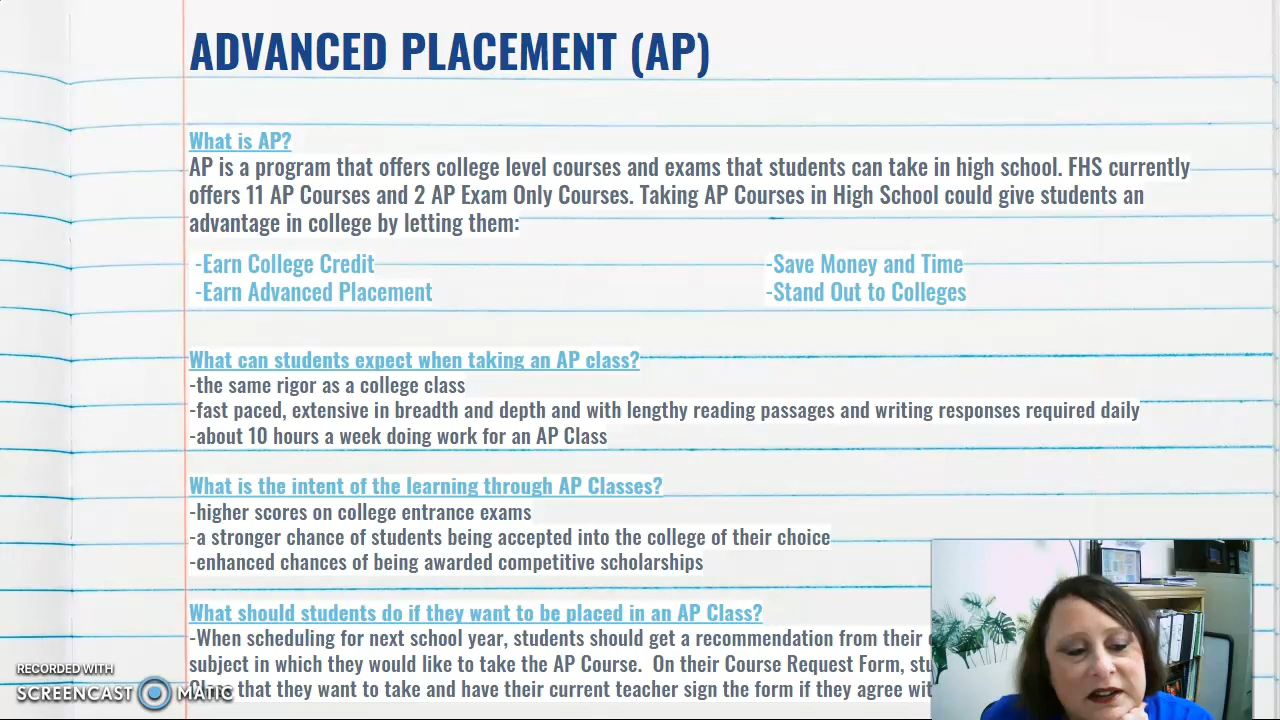 ADVANCED PLACEMENT (AP)
What is AP?
AP is a program that offers college level courses and exams that students can take in high school. FHS currently
offers 11 AP Courses and 2 AP Exam Only Courses. Taking AP Courses in High School could give students an
advantage in college by letting them:
-Earn College Credit
-Earn Advanced Placement
-Save Money and Time
-Stand Out to Colleges
What can students expect when taking an AP class?
-the same rigor as a college class
-fast paced, extensive in breadth and depth and with lengthy reading passages and writing responses required daily
-about 10 hours a week doing work for an AP Class
What is the intent of the learning through AP Classes?
-higher scores on college entrance exams
-a stronger chance of students being accepted into the college of their choice
-enhanced chances of being awarded competitive scholarships
What should students do if they want to be placed in an AP Class?
-When scheduling for next school year, students should get a recommendation from their
subject in which they would like to take the AP Course. On their Course Request Form,
that they want to take and have their current teacher sign the form if they agree
RECORDED WITH
SCREENCAST MATIC